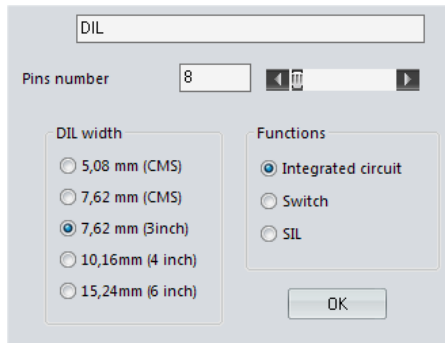 DIL
Pins number 8
DIL width
5,08 mm (CMS)
7,62 mm (CMS)
7,62 mm (3inch)
10,16mm (4 inch)
15,24mm (6 inch)
Functions
Integrated circuit
Switch
SIL
OK